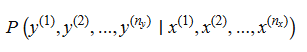 P(y^(1), y^(2), ..., y^(n_y) | x^(1), x^(2), ..., x^(n_x))